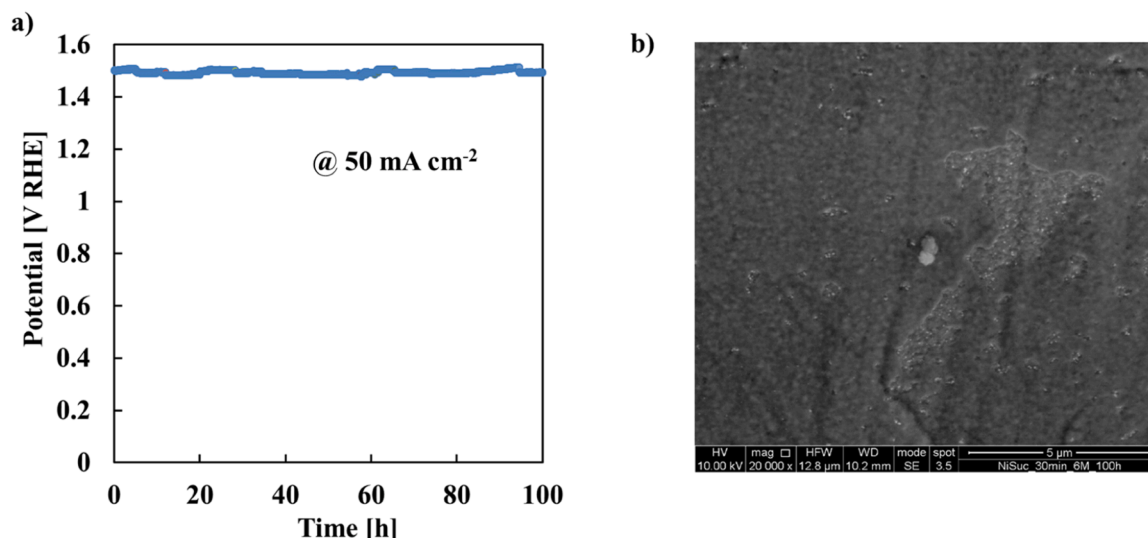 a)
1.6
1.4
1.2
1
0.8
0.6
0.4
0.2
0
Potential [V RHE]
@ 50 mA cm-2
0 20 40 60 80 100
Time [h]
b)
HV mag HFW WD mode spot 5 µm
10.00 kV 20 000 x 12.8 µm 10.2 mm SE 3.5 NiSuc_30min_6M_100h